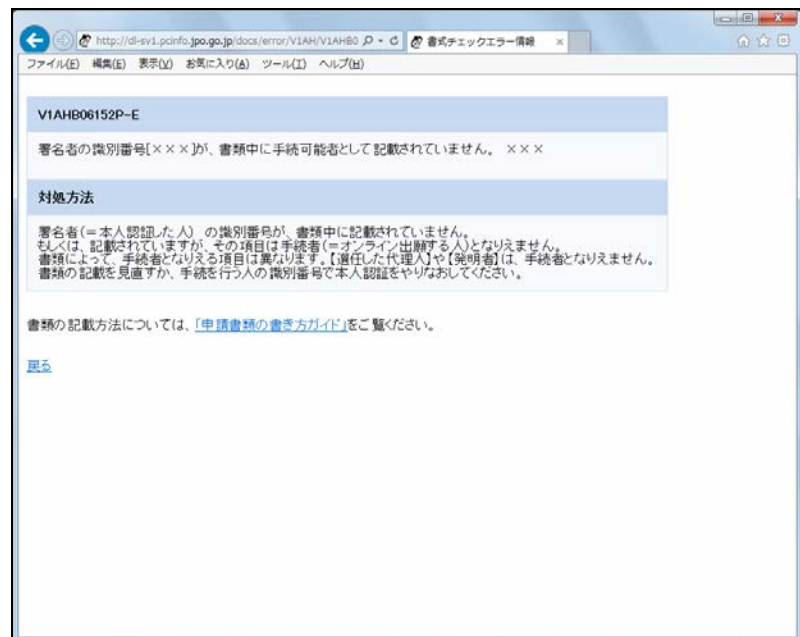 http://dl-sv1.pcinfo.jpo.go.jp/docs/error/V1AH/V1AHB0
書式チェックエラー情報
ファイル(F) 編集(E) 表示(V) お気に入り(A) ツール(T) ヘルプ(H)
V1AHB06152P-E
署名者の識別番号[×××]が、書類中に手続可能者として記載されていません。 ×××
対処方法
署名者(=本人認証した人) の識別番号が、書類中に記載されていません。
もしくは、記載されていますが、その項目は手続者(=オンライン出願する人)となりえません。
書類によって、手続者となりえる項目は異なります。【選任した代理人】や【発明者】は、手続者となりえません。
書類の記載を見直すか、手続を行う人の識別番号で本人認証をやりなおしてください。
書類の記載方法については、「申請書類の書き方ガイド」をご覧ください。
戻る